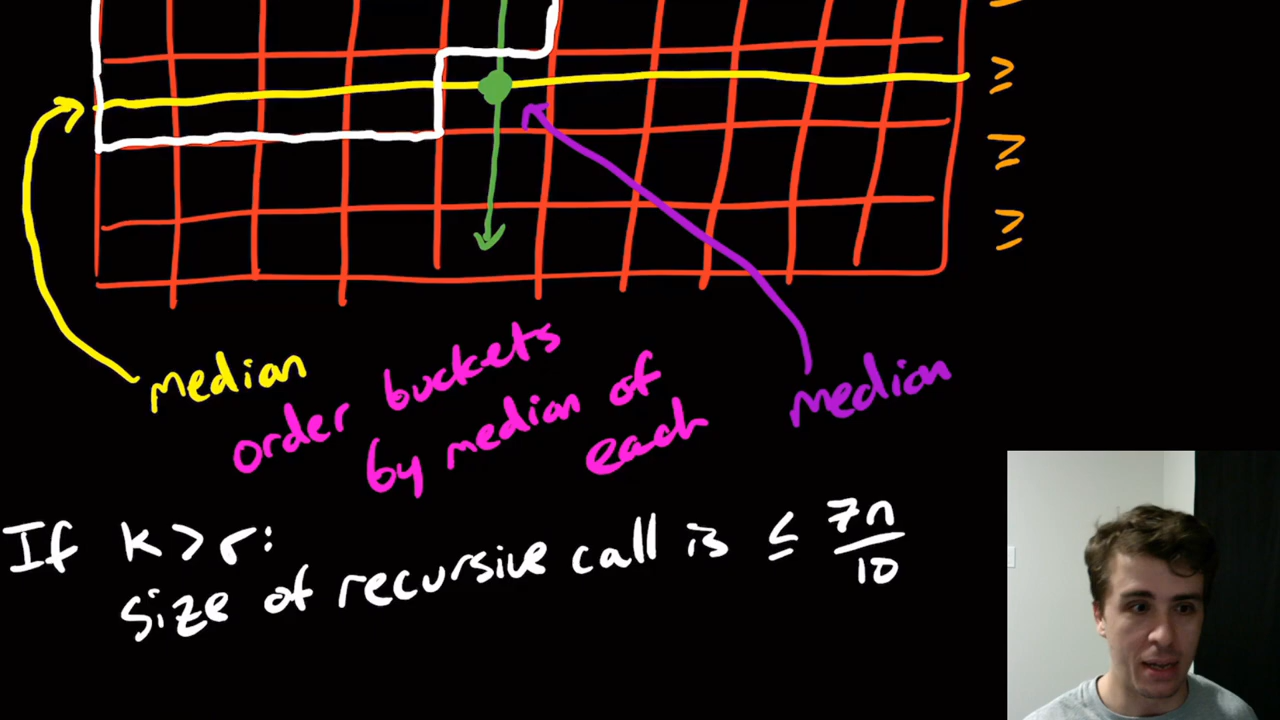 ≥
≥
≥
median
order buckets
by median of
each
median
If k > r:
size of recursive call is ≤ 7n/10